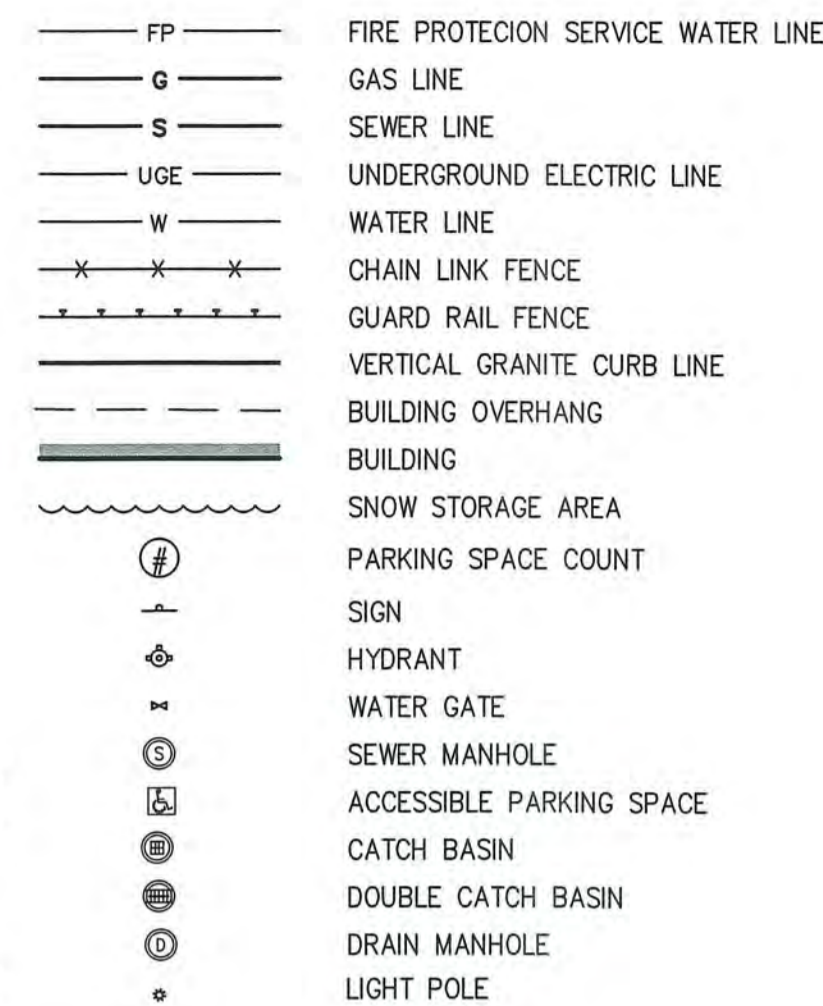 FP FIRE PROTECION SERVICE WATER LINE
G GAS LINE
S SEWER LINE
UGE UNDERGROUND ELECTRIC LINE
W WATER LINE
CHAIN LINK FENCE
GUARD RAIL FENCE
VERTICAL GRANITE CURB LINE
BUILDING OVERHANG
BUILDING
SNOW STORAGE AREA
# PARKING SPACE COUNT
SIGN
HYDRANT
WATER GATE
S SEWER MANHOLE
ACCESSIBLE PARKING SPACE
CATCH BASIN
DOUBLE CATCH BASIN
D DRAIN MANHOLE
LIGHT POLE